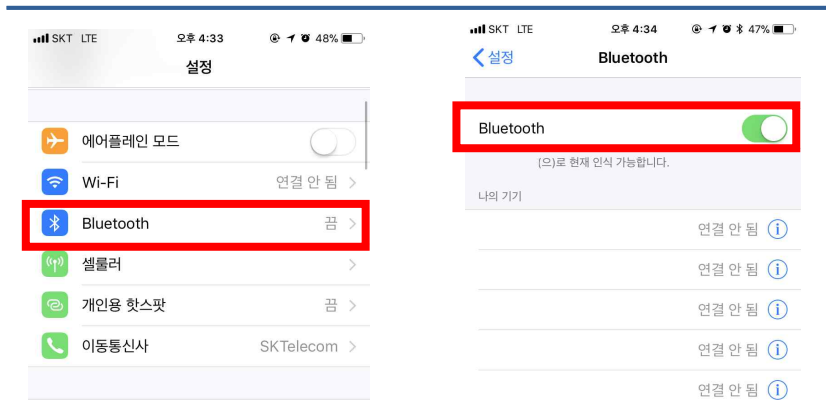 SKT LTE 오후 4:33 48%
설정
에어플레인 모드
Wi-Fi 연결 안 됨
Bluetooth 끔
셀룰러
개인용 핫스팟 끔
이동통신사 SKTelecom
SKT LTE 오후 4:34 47%
설정 Bluetooth
Bluetooth
(으)로 현재 인식 가능합니다.
나의 기기
연결 안 됨
연결 안 됨
연결 안 됨
연결 안 됨
연결 안 됨